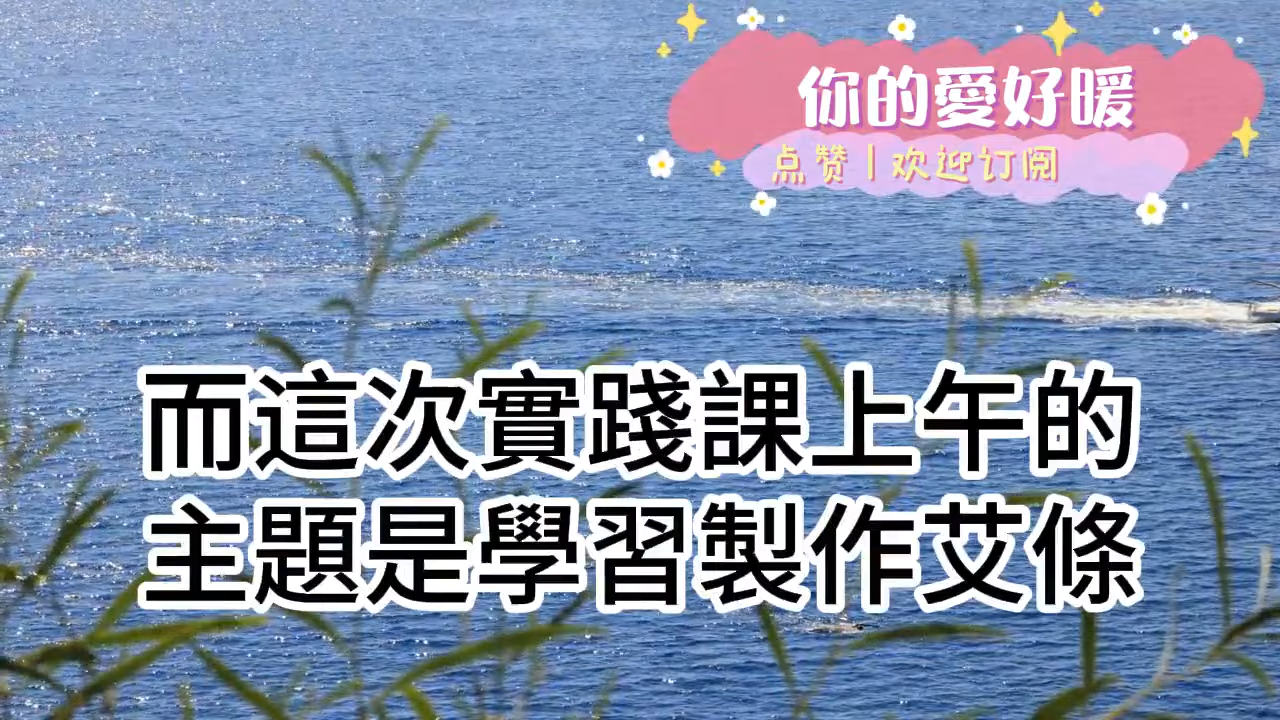 你的愛好暖
点赞 | 欢迎订阅
而這次實踐課上午的
主題是學習製作艾條